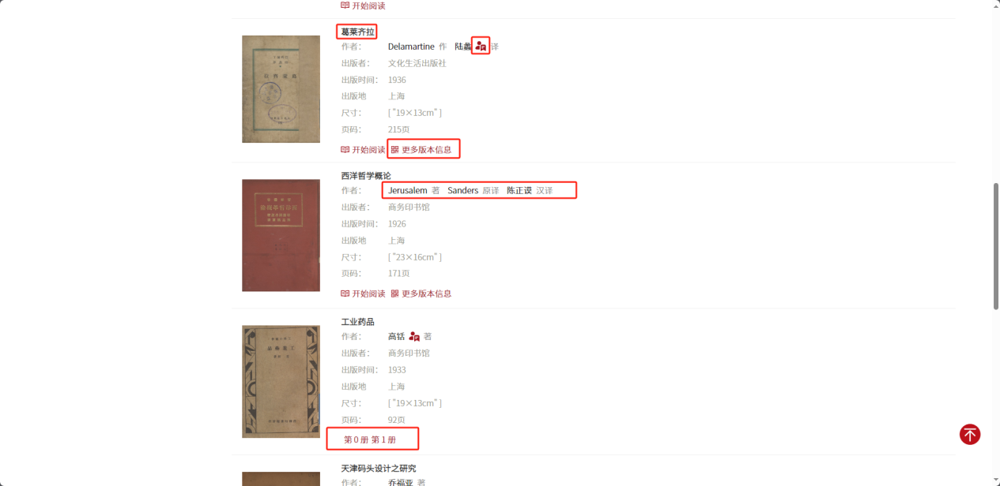 开始阅读
葛莱齐拉
作者： Delamartine 作 陆蠡 译
出版者： 文化生活出版社
出版时间： 1936
出版地 上海
尺寸： ["19×13cm"]
页码： 215页
开始阅读 更多版本信息
西洋哲学概论
作者： Jerusalem 著 Sanders 原译 陈正谟 汉译
出版者： 商务印书馆
出版时间： 1926
出版地 上海
尺寸： ["23×16cm"]
页码： 171页
开始阅读 更多版本信息
工业药品
作者： 高铦 著
出版者： 商务印书馆
出版时间： 1933
出版地 上海
尺寸： ["19×13cm"]
页码： 92页
第0册 第1册
天津码头设计之研究
作者： 乔福亚 著